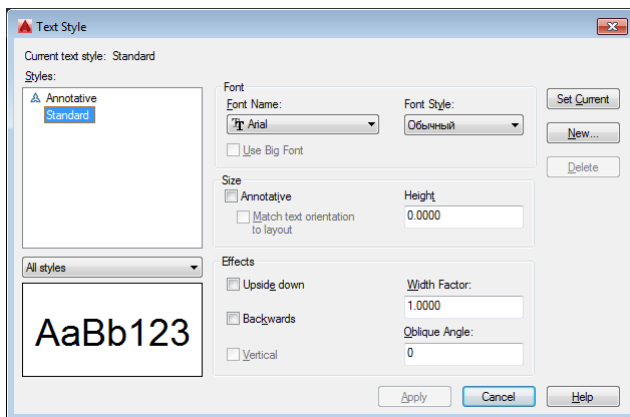 Text Style
Current text style: Standard
Styles:
Annotative
Standard
All styles
AaBb123
Font
Font Name:
Arial
Font Style:
Обычный
Use Big Font
Size
Annotative
Match text orientation
to layout
Height
0.0000
Effects
Upside down
Backwards
Vertical
Width Factor:
1.0000
Oblique Angle:
0
Set Current
New...
Delete
Apply
Cancel
Help